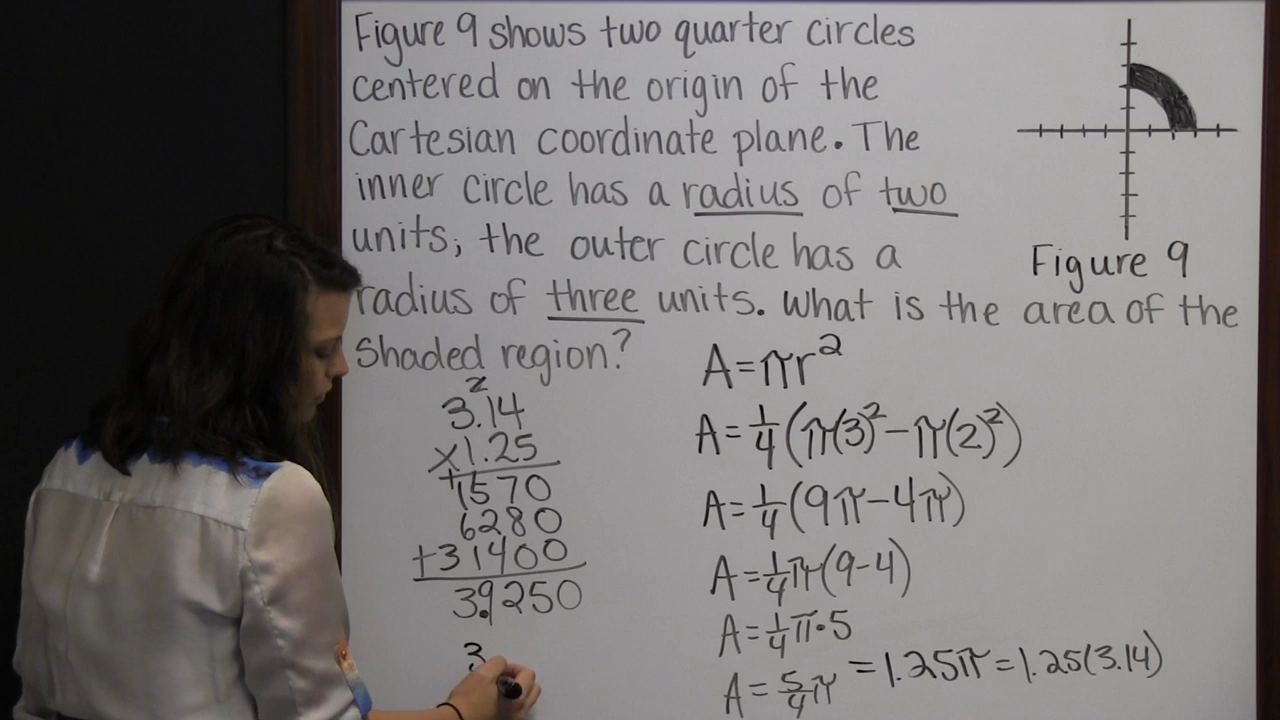 Figure 9 shows two quarter circles
centered on the origin of the
Cartesian coordinate plane. The
inner circle has a radius of two
units, the outer circle has a
radius of three units. What is the area of the
shaded region?
Figure 9
2
3.14
×1.25
1570
6280
+31400
3.9250
3
A=πr²
A=¼(π(3)²−π(2)²)
A=¼(9π−4π)
A=¼π(9−4)
A=¼π•5
A=5/4π =1.25π=1.25(3.14)